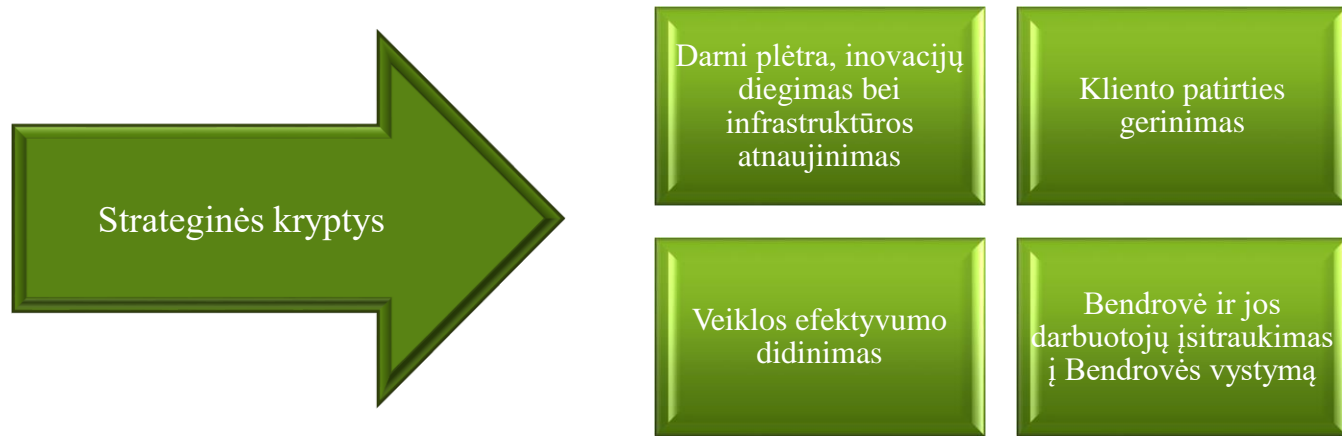 Strateginės kryptys
Darni plėtra, inovacijų
diegimas bei
infrastruktūros
atnaujinimas
Kliento patirties
gerinimas
Veiklos efektyvumo
didinimas
Bendrovė ir jos
darbuotojų įsitraukimas
į Bendrovės vystymą